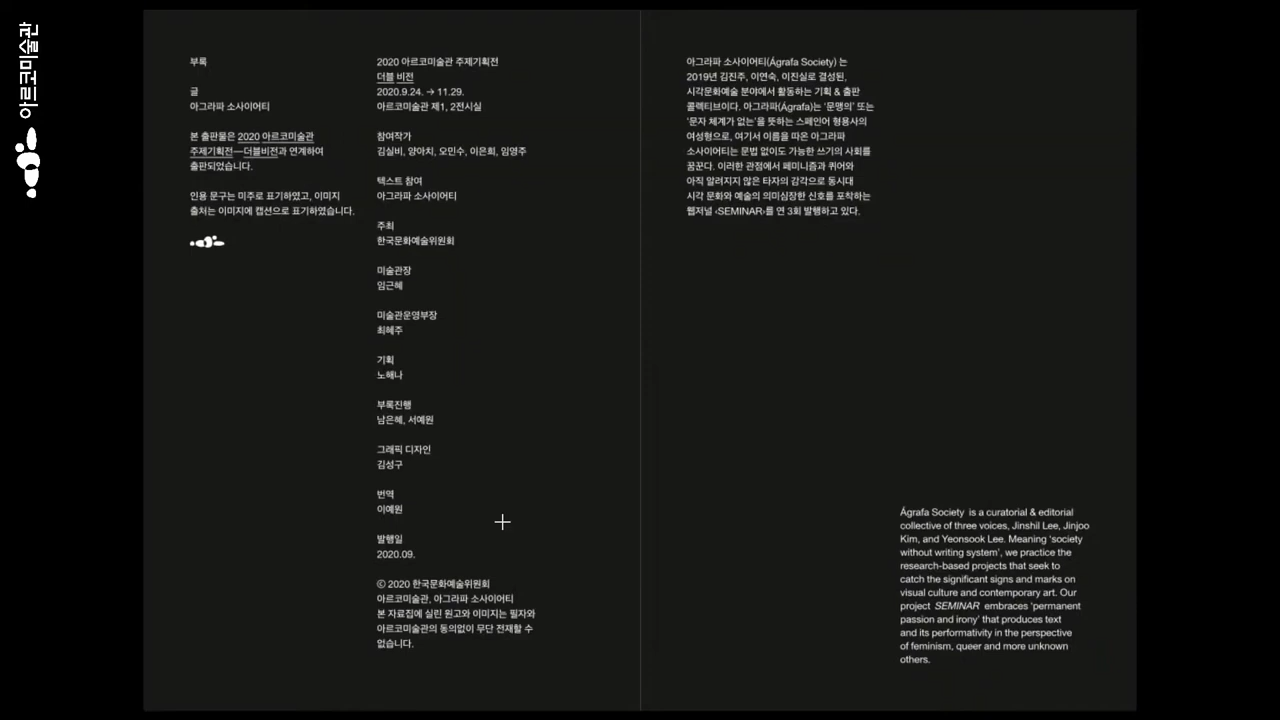 아르코미술관
부록
글
아그라파 소사이어티
본 출판물은 2020 아르코미술관
주제기획전—더블비전과 연계하여
출판되었습니다.
인용 문구는 미주로 표기하였고, 이미지
출처는 이미지에 캡션으로 표기하였습니다.
2020 아르코미술관 주제기획전
더블 비전
2020.9.24. → 11.29.
아르코미술관 제1, 2전시실
참여작가
김실비, 양아치, 오민수, 이은희, 임영주
텍스트 참여
아그라파 소사이어티
주최
한국문화예술위원회
미술관장
임근혜
미술관운영부장
최혜주
기획
노해나
부록진행
남은혜, 서예원
그래픽 디자인
김성구
번역
이예원
발행일
2020.09.
© 2020 한국문화예술위원회
아르코미술관, 아그라파 소사이어티
본 자료집에 실린 원고와 이미지는 필자와
아르코미술관의 동의없이 무단 전재할 수
없습니다.
아그라파 소사이어티(Ágrafa Society) 는
2019년 김진주, 이연숙, 이진실로 결성된,
시각문화예술 분야에서 활동하는 기획 & 출판
콜렉티브이다. 아그라파(Ágrafa)는 ‘문맹의’ 또는
‘문자 체계가 없는’을 뜻하는 스페인어 형용사의
여성형으로, 여기서 이름을 따온 아그라파
소사이어티는 문법 없이도 가능한 쓰기의 사회를
꿈꾼다. 이러한 관점에서 페미니즘과 퀴어와
아직 알려지지 않은 타자의 감각으로 동시대
시각 문화와 예술의 의미심장한 신호를 포착하는
웹저널 ‹SEMINAR›를 연 3회 발행하고 있다.
Ágrafa Society is a curatorial & editorial
collective of three voices, Jinshil Lee, Jinjoo
Kim, and Yeonsook Lee. Meaning ‘society
without writing system’, we practice the
research-based projects that seek to
catch the significant signs and marks on
visual culture and contemporary art. Our
project SEMINAR embraces ‘permanent
passion and irony’ that produces text
and its performativity in the perspective
of feminism, queer and more unknown
others.